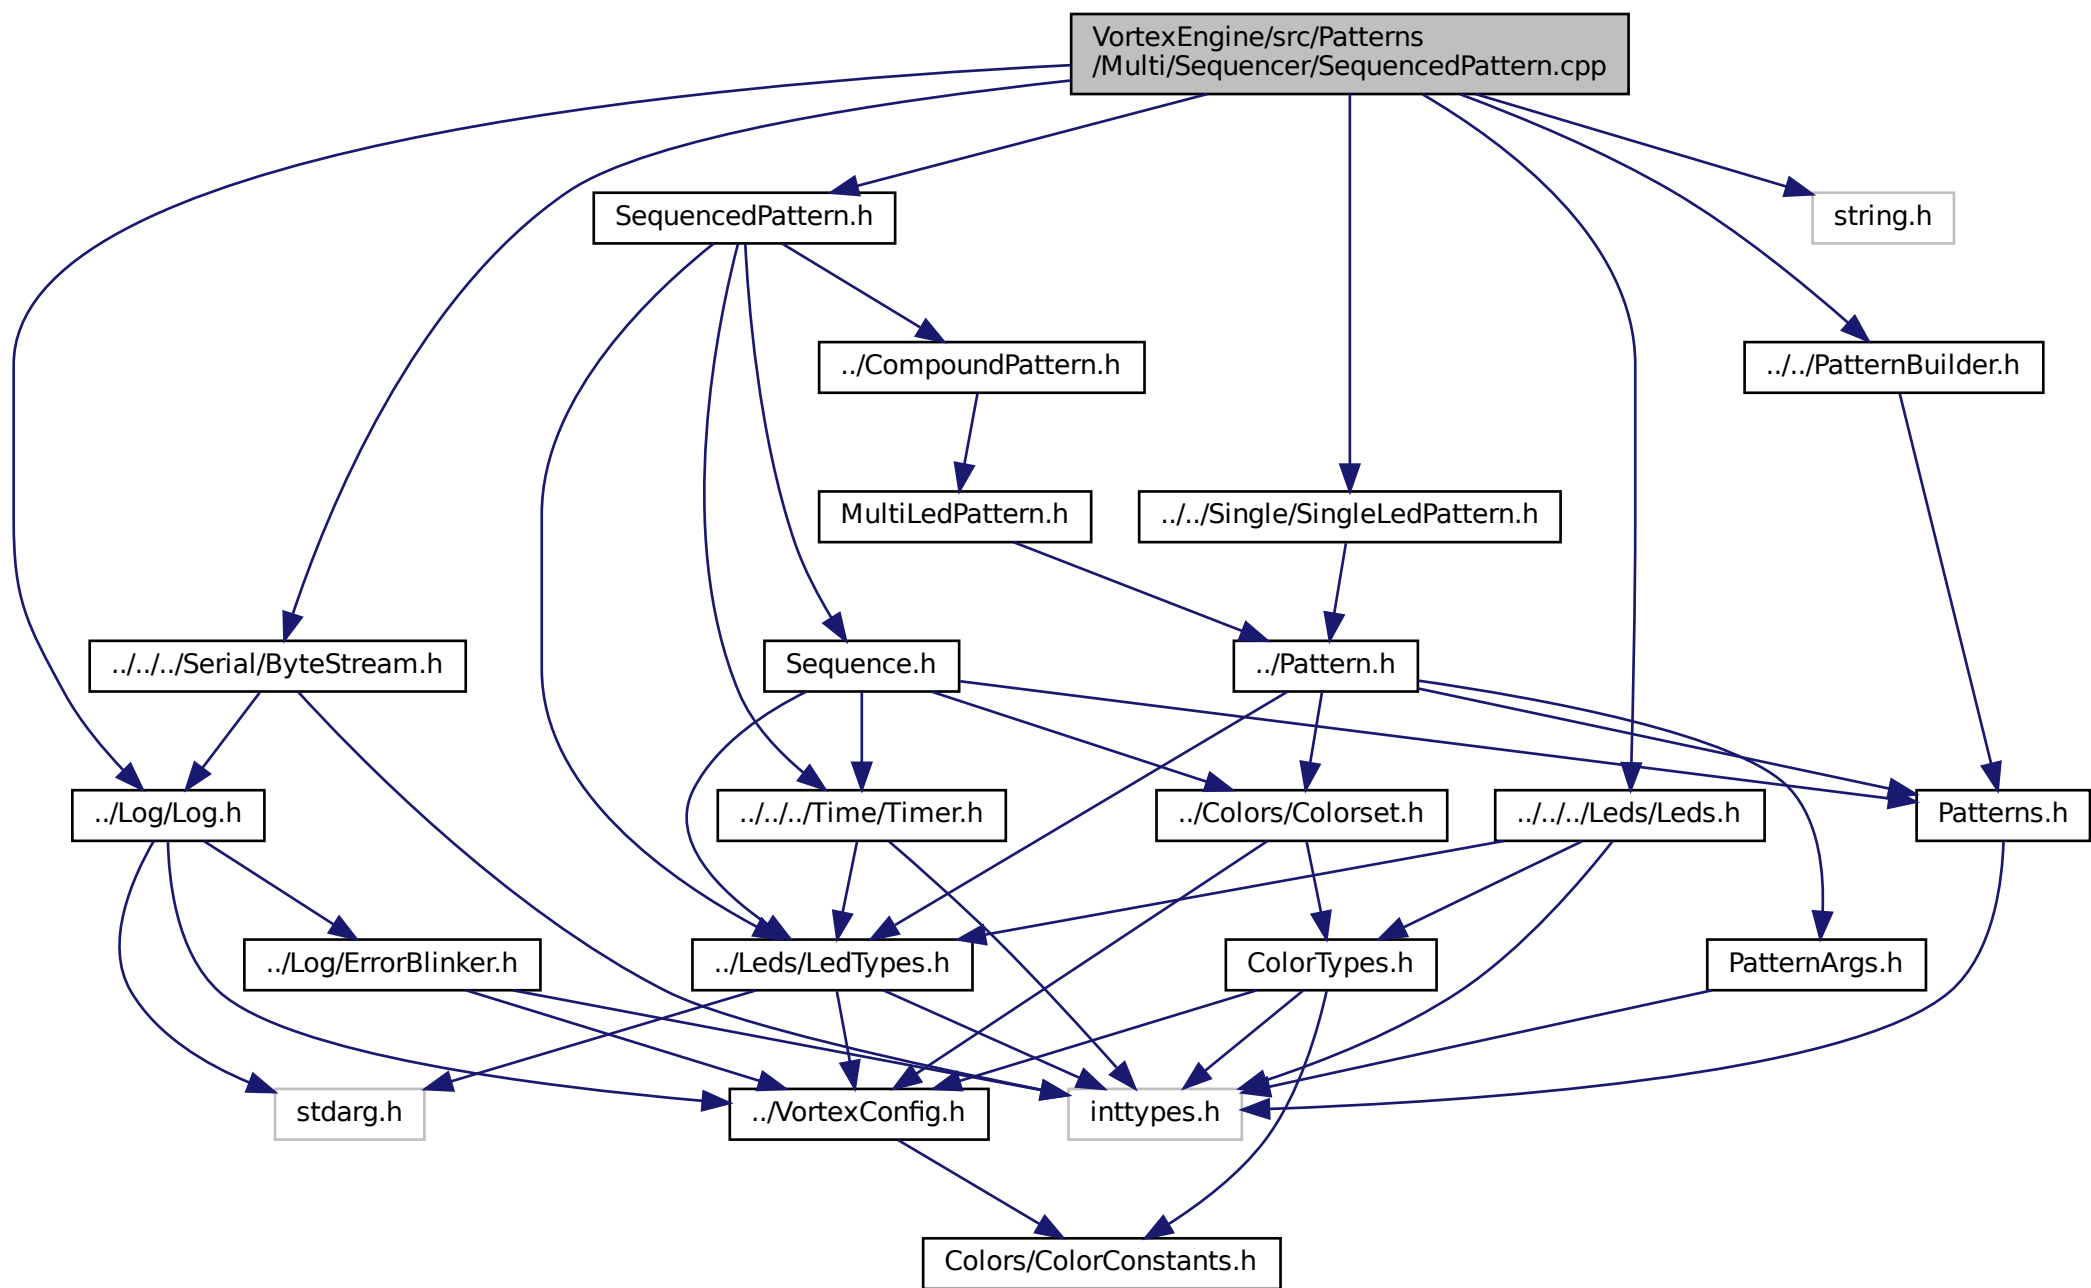 VortexEngine/src/Patterns
/Multi/Sequencer/SequencedPattern.cpp
SequencedPattern.h
string.h
../CompoundPattern.h
../../PatternBuilder.h
MultiLedPattern.h
../../Single/SingleLedPattern.h
../../../Serial/ByteStream.h
Sequence.h
../Pattern.h
../Log/Log.h
../../../Time/Timer.h
../Colors/Colorset.h
../../../Leds/Leds.h
Patterns.h
../Log/ErrorBlinker.h
../Leds/LedTypes.h
ColorTypes.h
PatternArgs.h
stdarg.h
../VortexConfig.h
inttypes.h
Colors/ColorConstants.h